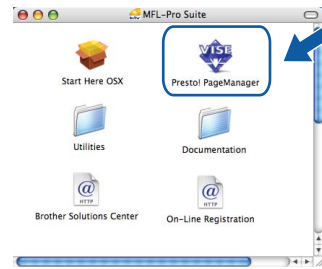 MFL-Pro Suite
VISE
Start Here OSX
Presto! PageManager
Utilities
Documentation
@
HTTP
@
HTTP
Brother Solutions Center
On-Line Registration